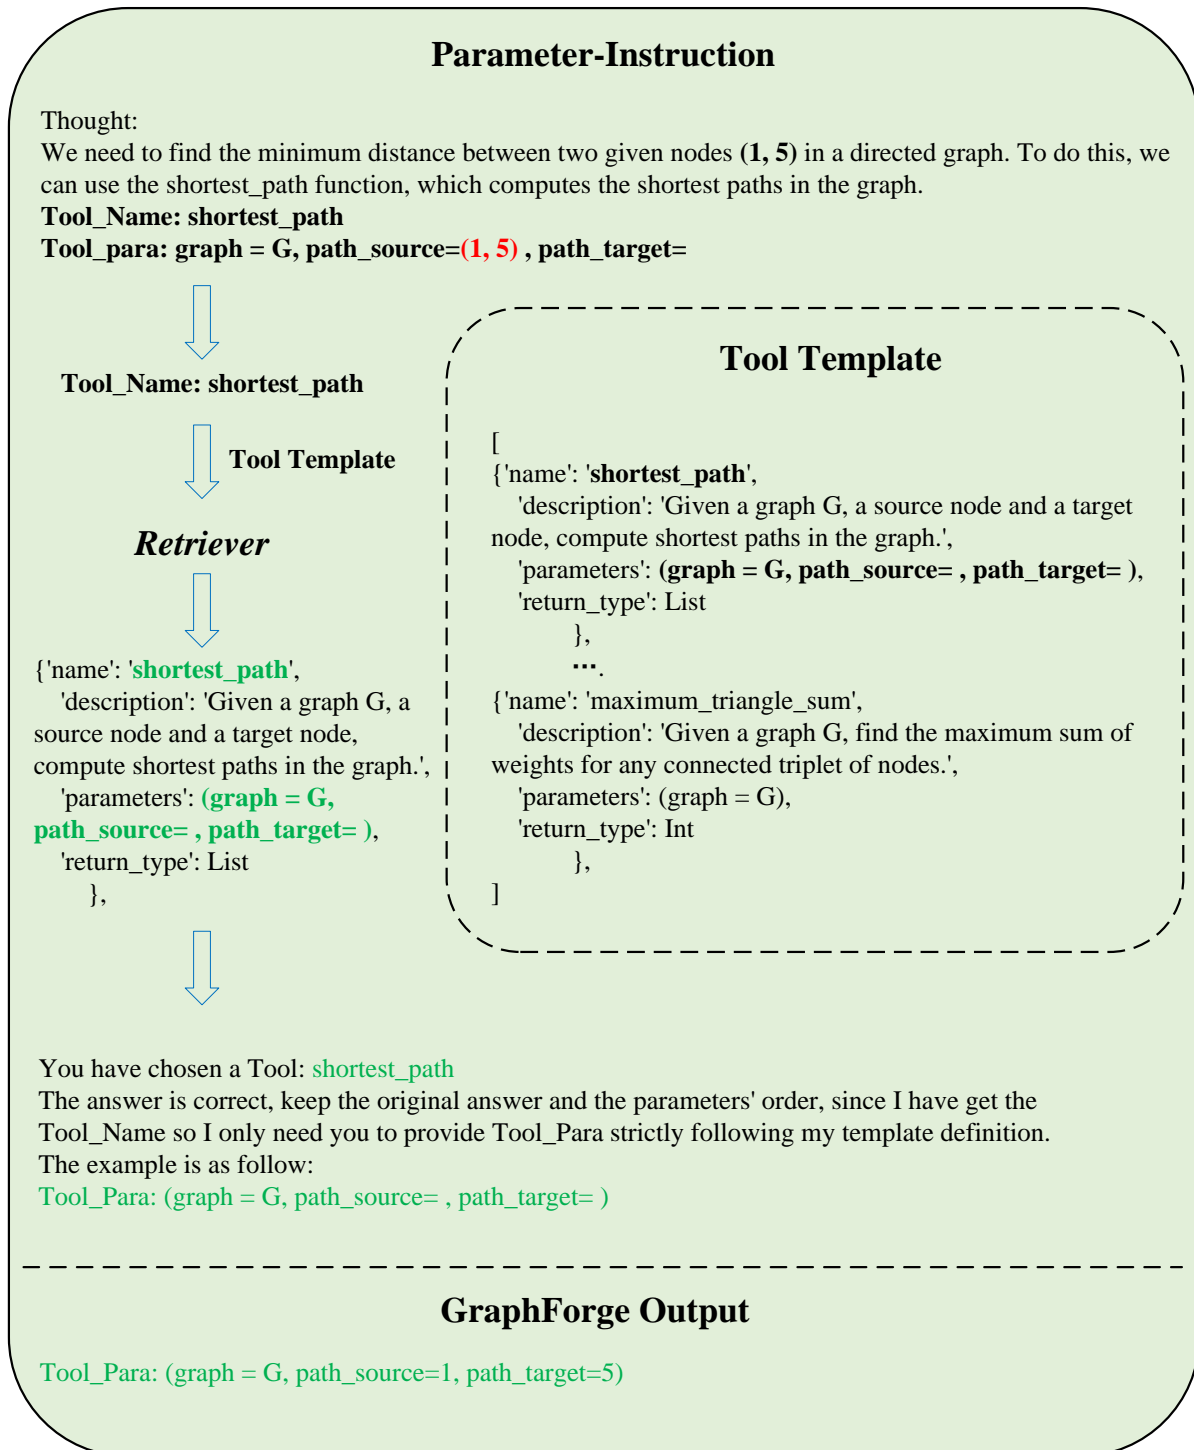 Parameter-Instruction
Thought:
We need to find the minimum distance between two given nodes (1, 5) in a directed graph. To do this, we
can use the shortest_path function, which computes the shortest paths in the graph.
Tool_Name: shortest_path
Tool_para: graph = G, path_source=(1, 5) , path_target=
Tool_Name: shortest_path
Tool Template
Retriever
{'name': 'shortest_path',
'description': 'Given a graph G, a
source node and a target node,
compute shortest paths in the graph.',
'parameters': (graph = G,
path_source= , path_target= ),
'return_type': List
},
Tool Template
[
{'name': 'shortest_path',
'description': 'Given a graph G, a source node and a target
node, compute shortest paths in the graph.',
'parameters': (graph = G, path_source= , path_target= ),
'return_type': List
},
....
{'name': 'maximum_triangle_sum',
'description': 'Given a graph G, find the maximum sum of
weights for any connected triplet of nodes.',
'parameters': (graph = G),
'return_type': Int
},
]
You have chosen a Tool: shortest_path
The answer is correct, keep the original answer and the parameters' order, since I have get the
Tool_Name so I only need you to provide Tool_Para strictly following my template definition.
The example is as follow:
Tool_Para: (graph = G, path_source= , path_target= )
GraphForge Output
Tool_Para: (graph = G, path_source=1, path_target=5)